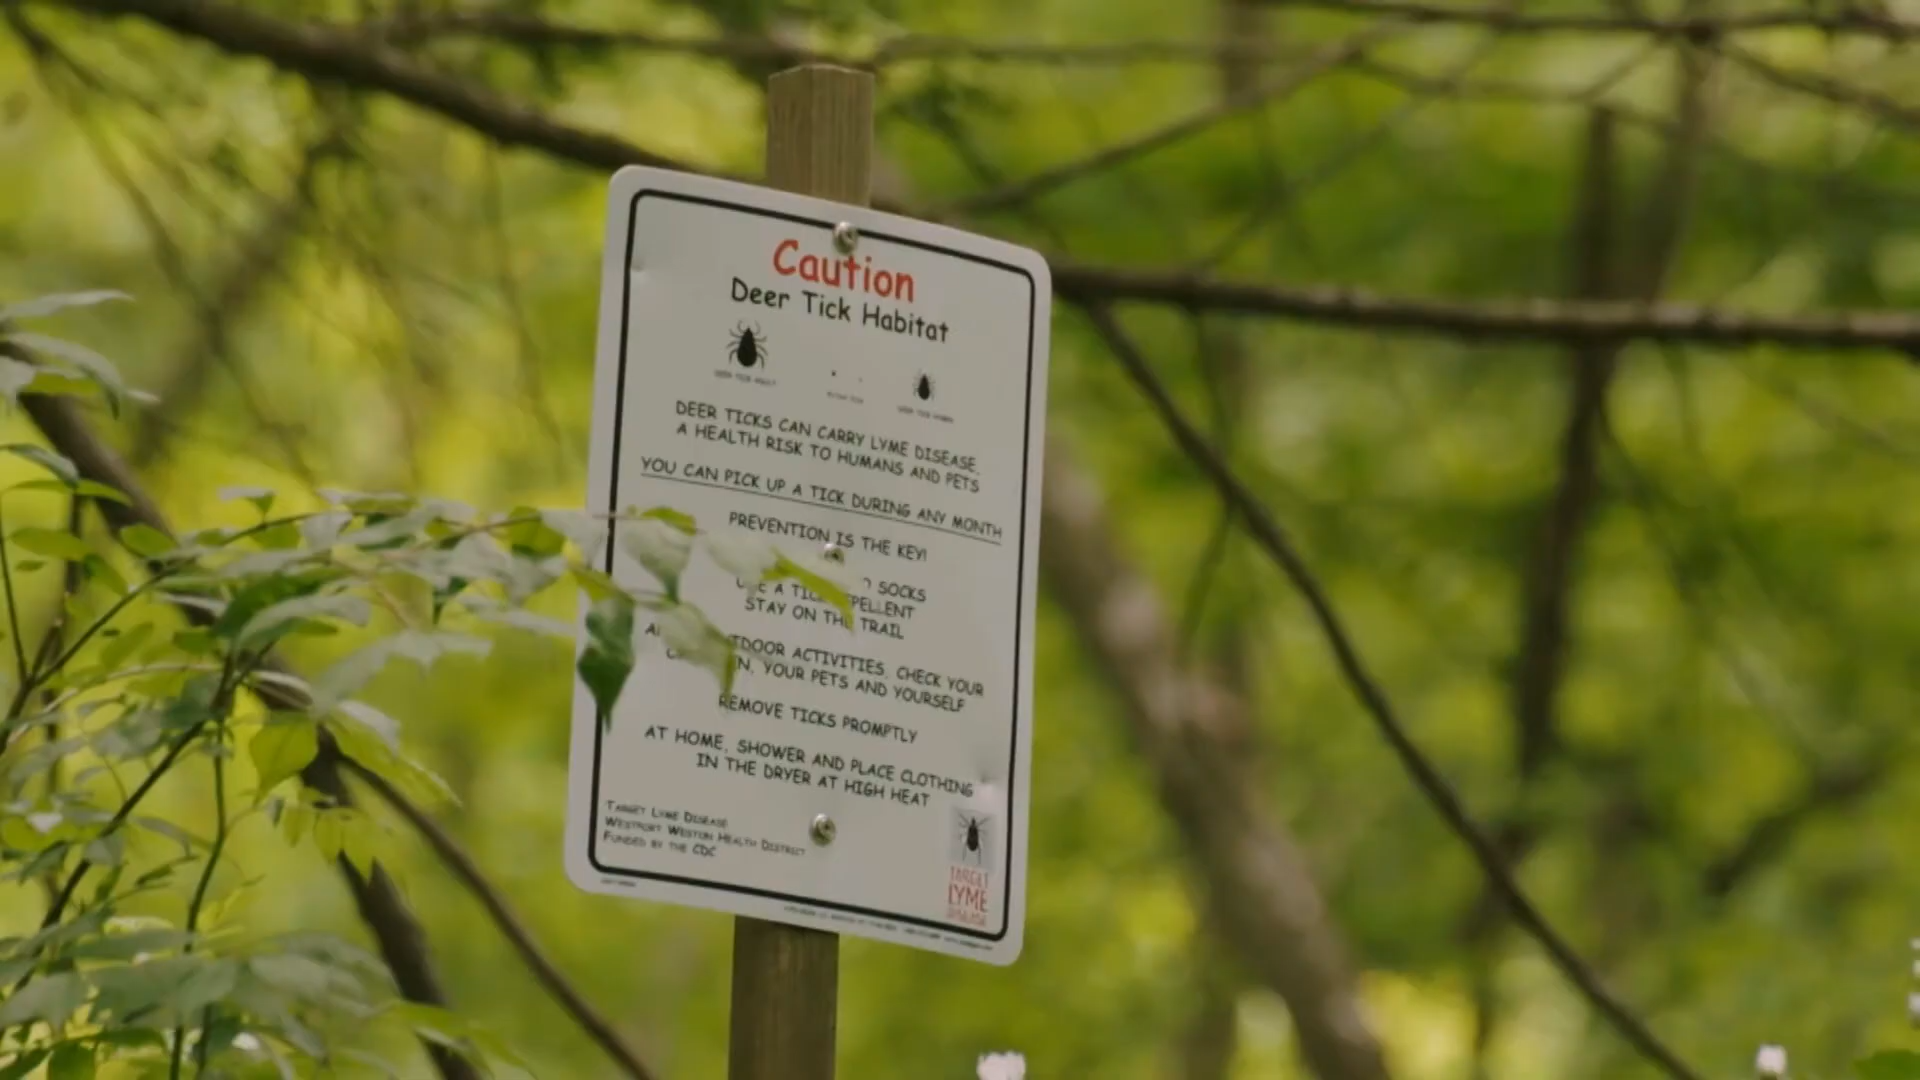 Caution
Deer Tick Habitat
DEER TICKS CAN CARRY LYME DISEASE,
A HEALTH RISK TO HUMANS AND PETS
YOU CAN PICK UP A TICK DURING ANY MONTH
PREVENTION IS THE KEY!
SOCKS
A
STAY ON THE TRAIL
ACTIVITIES, CHECK YOUR
YOUR PETS AND YOURSELF
REMOVE TICKS PROMPTLY
AT HOME, SHOWER AND PLACE CLOTHING
IN THE DRYER AT HIGH HEAT
TARGET LYME DISEASE
WESTPORT WESTON HEALTH DISTRICT
FUNDED BY THE CDC
TARGET
LYME
DISEASE